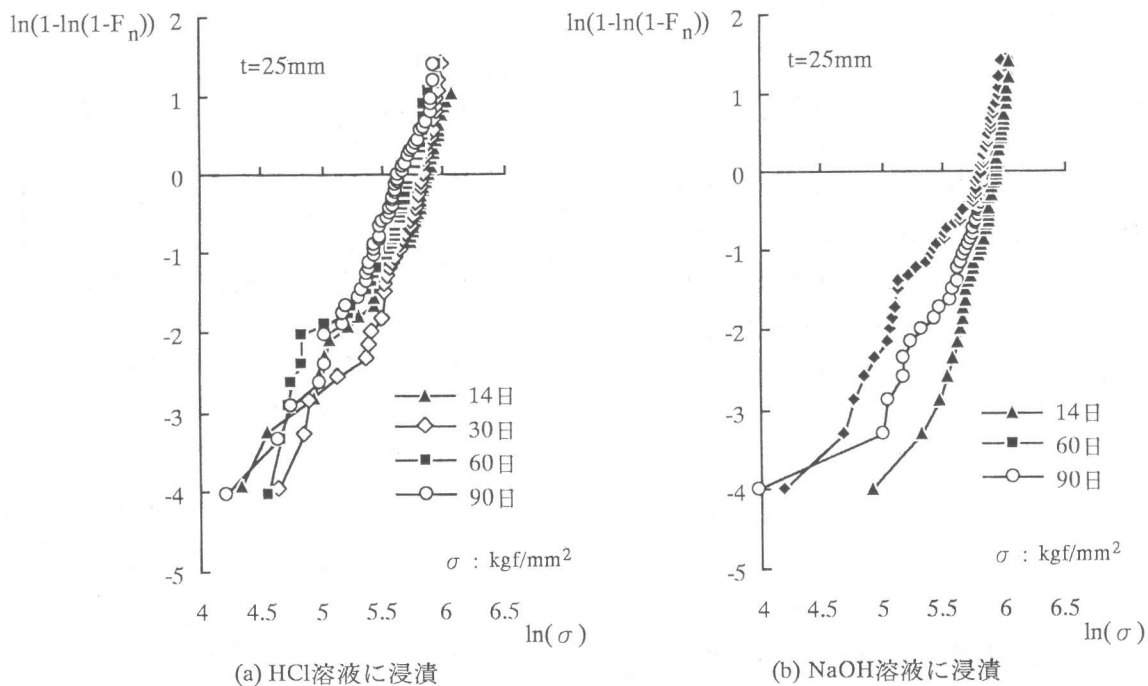 ln(1-ln(1-Fn))
2
t=25mm
1
0
-1
-2
-3
-4
-5
14日
30日
60日
90日
σ : kgf/mm²
4
4.5
5
5.5
6
6.5
ln(σ)
(a) HCl溶液に浸漬
ln(1-ln(1-Fn))
2
t=25mm
1
0
-1
-2
-3
-4
-5
14日
60日
90日
σ : kgf/mm²
4
4.5
5
5.5
6
6.5
ln(σ)
(b) NaOH溶液に浸漬